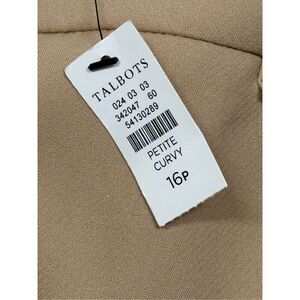 TALBOTS
024 03 03
342047 60
54130289
PETITE
CURVY
16P